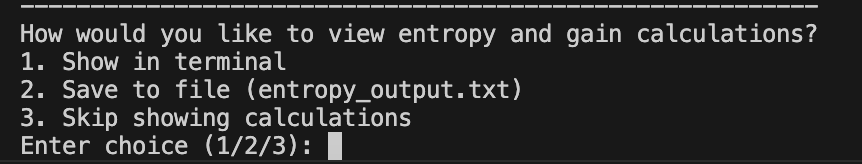 ---------------------------------------------------------
How would you like to view entropy and gain calculations?
1. Show in terminal
2. Save to file (entropy_output.txt)
3. Skip showing calculations
Enter choice (1/2/3):